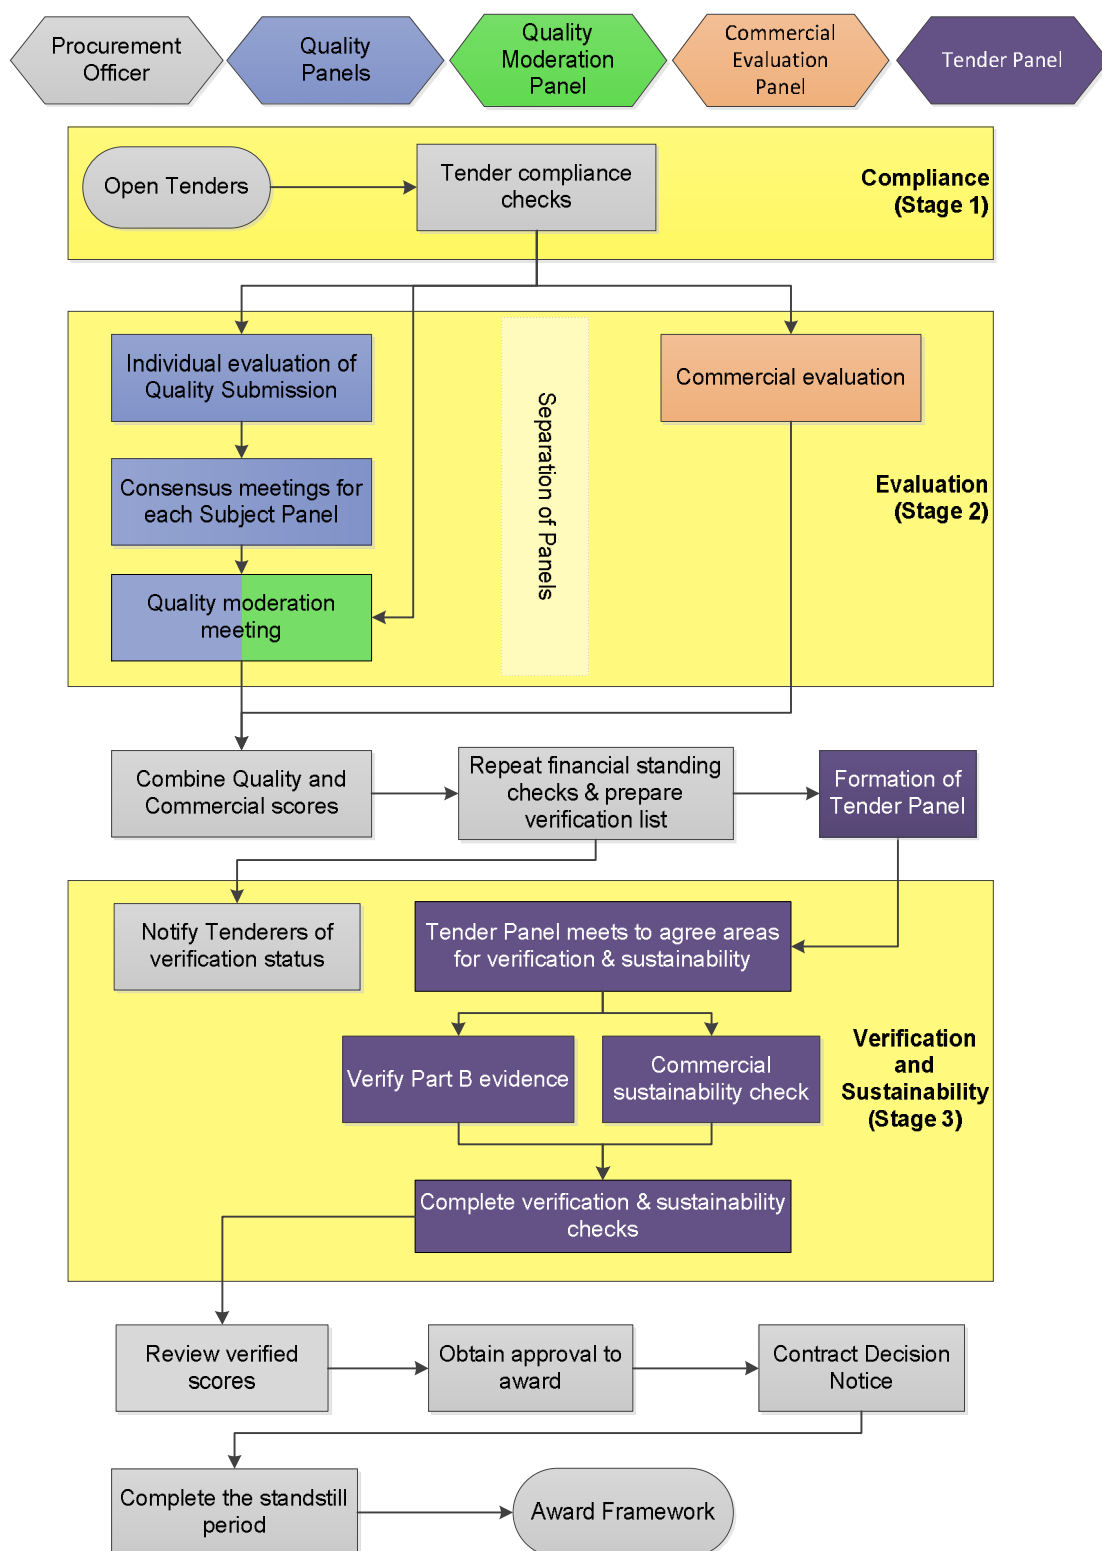 Procurement
Officer
Quality
Panels
Quality
Moderation
Panel
Commercial
Evaluation
Panel
Tender Panel
Open Tenders
Tender compliance
checks
Compliance
(Stage 1)
Individual evaluation of
Quality Submission
Commercial evaluation
Separation of Panels
Consensus meetings for
each Subject Panel
Evaluation
(Stage 2)
Quality moderation
meeting
Combine Quality and
Commercial scores
Repeat financial standing
checks & prepare
verification list
Formation of
Tender Panel
Notify Tenderers of
verification status
Tender Panel meets to agree areas
for verification & sustainability
Verify Part B evidence
Commercial
sustainability check
Verification
and
Sustainability
(Stage 3)
Complete verification & sustainability
checks
Review verified
scores
Obtain approval to
award
Contract Decision
Notice
Complete the standstill
period
Award Framework